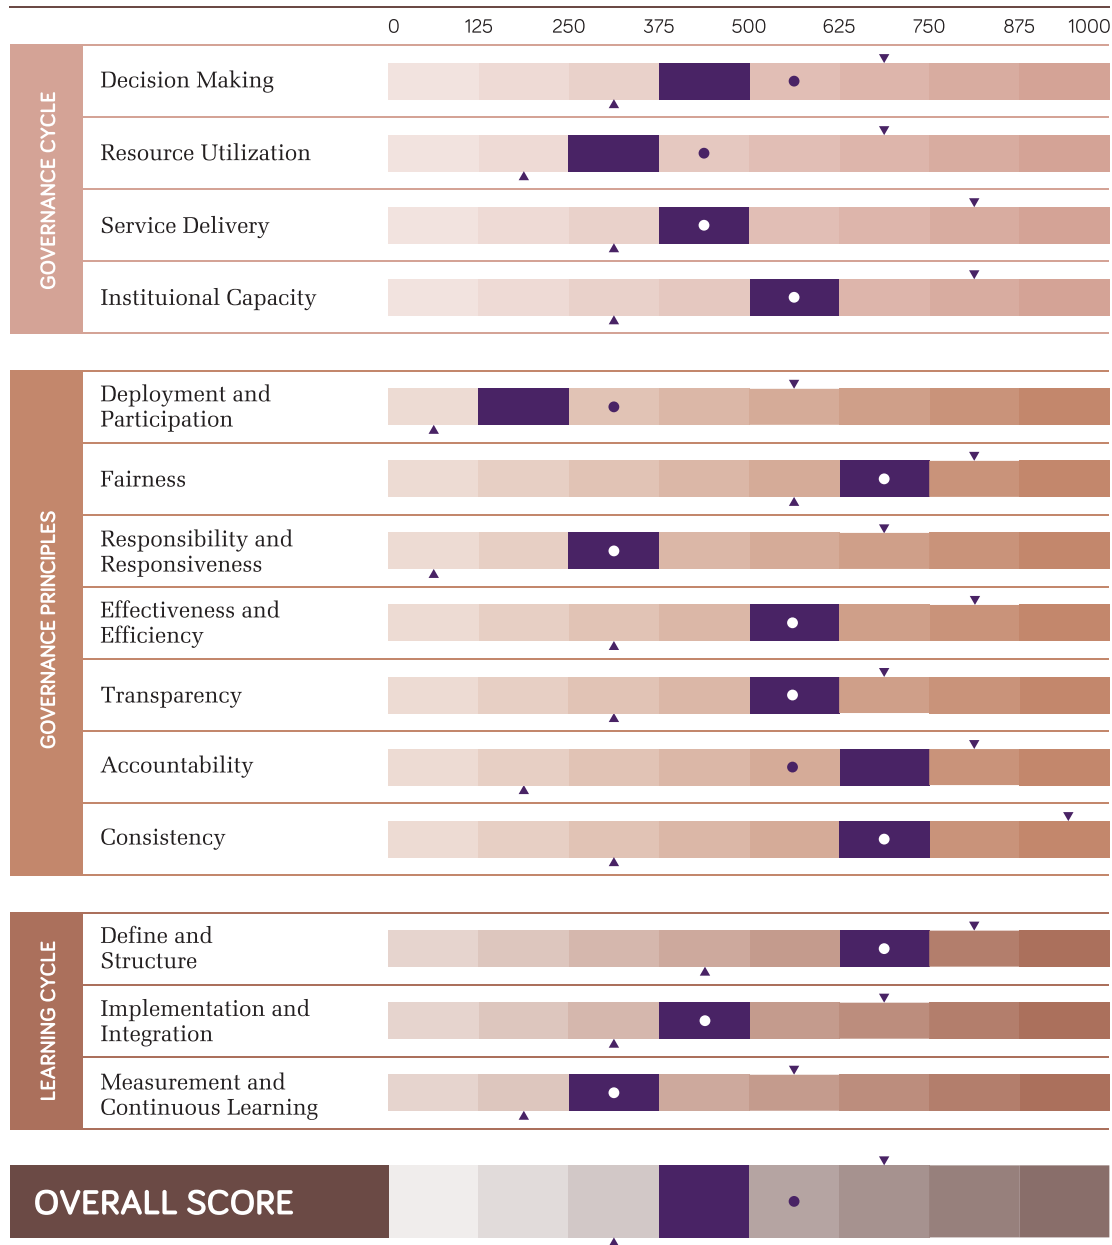 0 125 250 375 500 625 750 875 1000
GOVERNANCE CYCLE
Decision Making
Resource Utilization
Service Delivery
Instituional Capacity
GOVERNANCE PRINCIPLES
Deployment and
Participation
Fairness
Responsibility and
Responsiveness
Effectiveness and
Efficiency
Transparency
Accountability
Consistency
LEARNING CYCLE
Define and
Structure
Implementation and
Integration
Measurement and
Continuous Learning
OVERALL SCORE